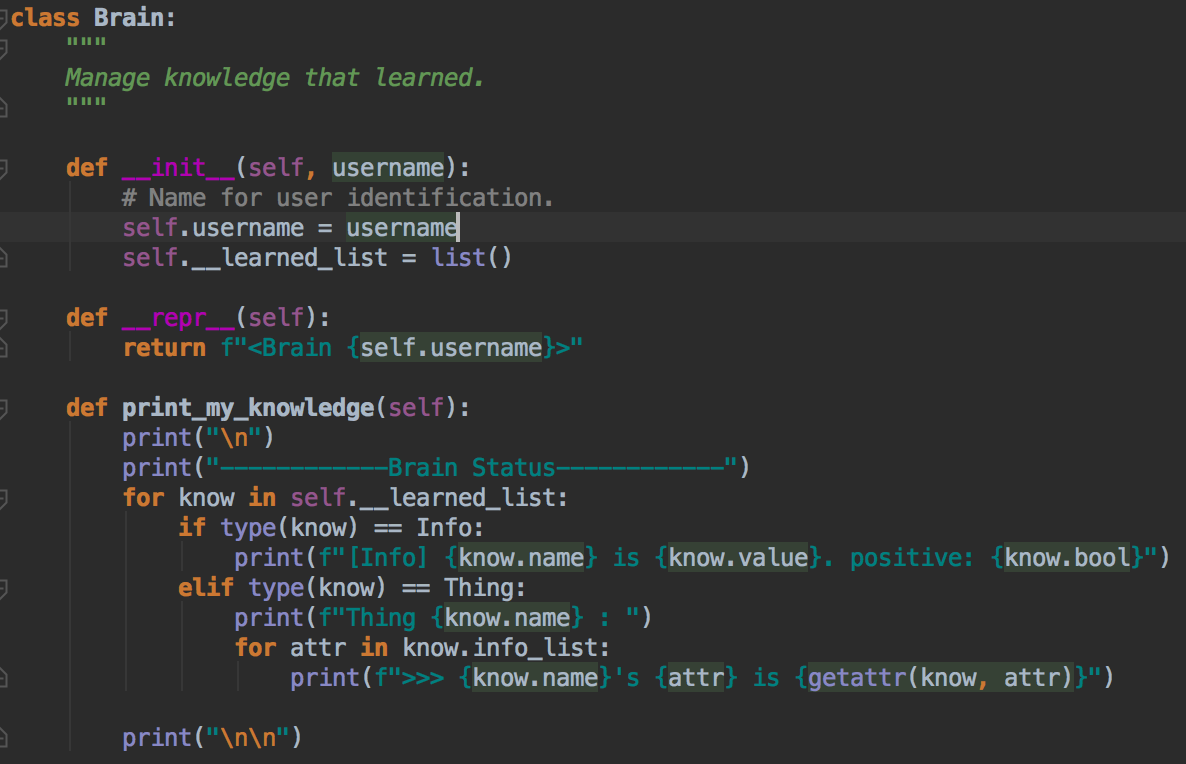 class Brain:
    """
    Manage knowledge that learned.
    """

    def __init__(self, username):
        # Name for user identification.
        self.username = username
        self.__learned_list = list()

    def __repr__(self):
        return f"<Brain {self.username}>"

    def print_my_knowledge(self):
        print("\n")
        print("------------Brain Status------------")
        for know in self.__learned_list:
            if type(know) == Info:
                print(f"[Info] {know.name} is {know.value}. positive: {know.bool}")
            elif type(know) == Thing:
                print(f"Thing {know.name} : ")
                for attr in know.info_list:
                    print(f">>> {know.name}'s {attr} is {getattr(know, attr)}")

        print("\n\n")